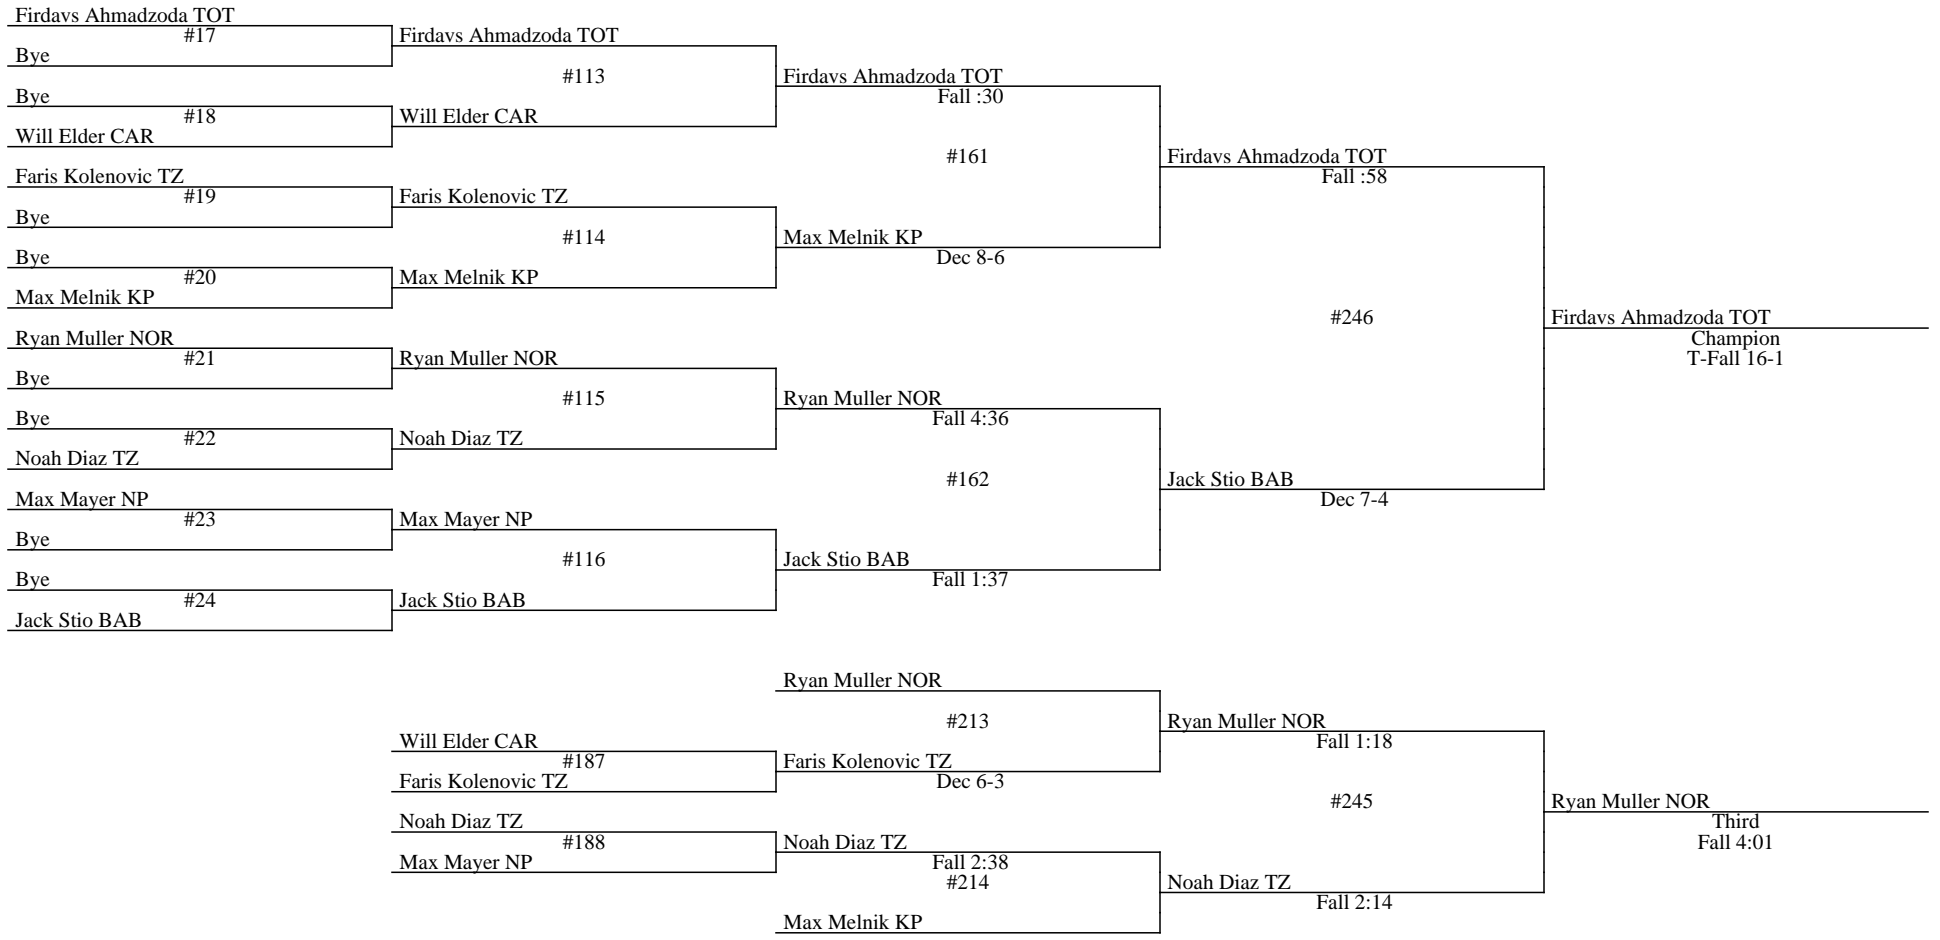 Firdavs Ahmadzoda TOT
#17
Bye
Bye
#18
Will Elder CAR
Faris Kolenovic TZ
#19
Bye
Bye
#20
Max Melnik KP
Ryan Muller NOR
#21
Bye
Bye
#22
Noah Diaz TZ
Max Mayer NP
#23
Bye
Bye
#24
Jack Stio BAB
Firdavs Ahmadzoda TOT
#113
Will Elder CAR
Faris Kolenovic TZ
#114
Max Melnik KP
Ryan Muller NOR
#115
Noah Diaz TZ
Max Mayer NP
#116
Jack Stio BAB
Firdavs Ahmadzoda TOT
Fall :30
#161
Max Melnik KP
Dec 8-6
Ryan Muller NOR
Fall 4:36
#162
Jack Stio BAB
Fall 1:37
Firdavs Ahmadzoda TOT
Fall :58
#246
Jack Stio BAB
Dec 7-4
Firdavs Ahmadzoda TOT
Champion
T-Fall 16-1
Will Elder CAR
#187
Faris Kolenovic TZ
Noah Diaz TZ
#188
Max Mayer NP
Ryan Muller NOR
#213
Faris Kolenovic TZ
Dec 6-3
Noah Diaz TZ
Fall 2:38
#214
Max Melnik KP
Ryan Muller NOR
Fall 1:18
#245
Noah Diaz TZ
Fall 2:14
Ryan Muller NOR
Third
Fall 4:01